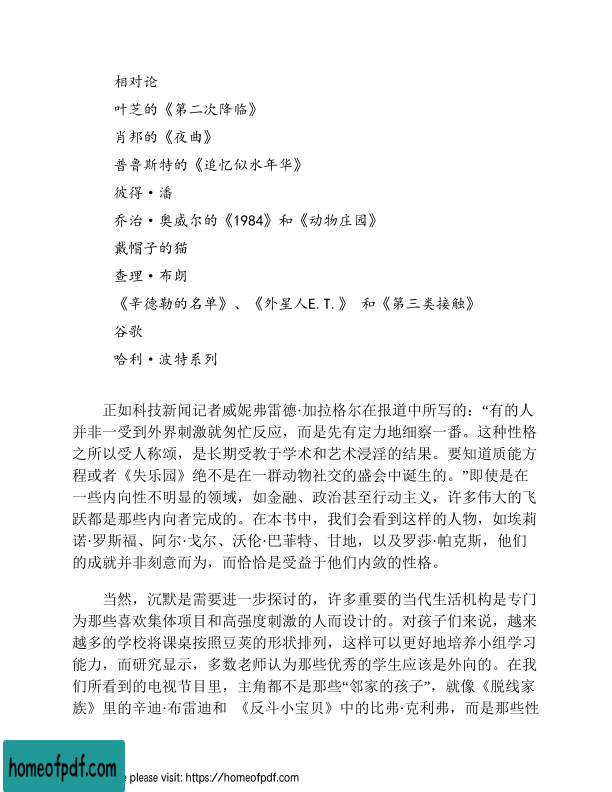 相对论
叶芝的《第二次降临》
肖邦的《夜曲》
普鲁斯特的《追忆似水年华》
彼得·潘
乔治·奥威尔的《1984》和《动物庄园》
戴帽子的猫
查理·布朗
《辛德勒的名单》、《外星人E.T.》 和《第三类接触》
谷歌
哈利·波特系列
正如科技新闻记者威妮弗雷德·加拉格尔在报道中所写的：“有的人
并非一受到外界刺激就匆忙反应，而是先有定力地细察一番。这种性格
之所以受人称颂，是长期受教于学术和艺术浸淫的结果。要知道质能方
程或者《失乐园》绝不是在一群动物社交的盛会中诞生的。”即使是在
一些内向性不明显的领域，如金融、政治甚至行动主义，许多伟大的飞
跃都是那些内向者完成的。在本书中，我们会看到这样的人物，如埃莉
诺·罗斯福、阿尔·戈尔、沃伦·巴菲特、甘地，以及罗莎·帕克斯，他们
的成就并非刻意而为，而恰恰是受益于他们内敛的性格。
当然，沉默是需要进一步探讨的，许多重要的当代生活机构是专门
为那些喜欢集体项目和高强度刺激的人而设计的。对孩子们来说，越来
越多的学校将课桌按照豆荚的形状排列，这样可以更好地培养小组学习
能力，而研究显示，多数老师认为那些优秀的学生应该是外向的。在我
们所看到的电视节目里，主角都不是那些“邻家的孩子”，就像《脱线家
族》里的辛迪·布雷迪和 《反斗小宝贝》中的比弗·克利弗，而是那些性
homeofpdf.com
e please visit: https://homeofpdf.com